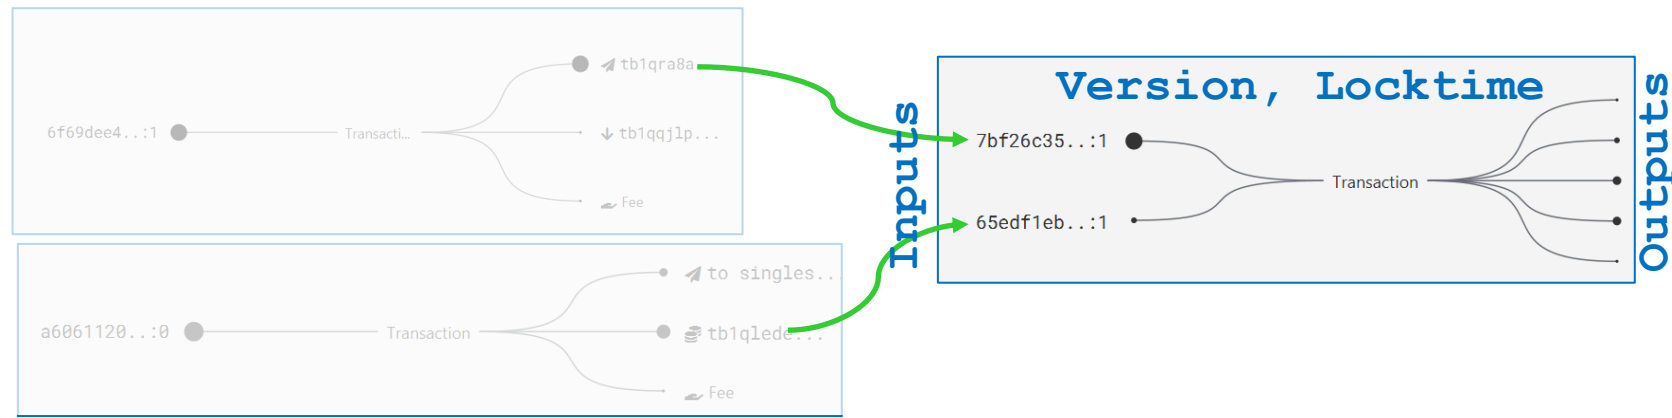 6f69dee4..:1
Transacti...
tb1qra8a
tb1qqjlp...
Fee
a6061120...:0
Transaction
to singles..
tb1qlede...
Fee
Inputs
Version, Locktime
7bf26c35..:1
65edf1eb..:1
Transaction
Outputs